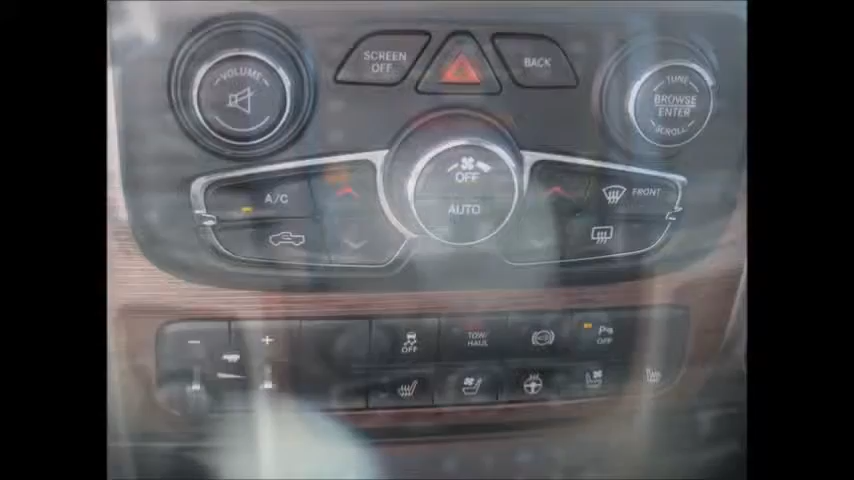 VOLUME
SCREEN
OFF
BACK
TUNE
BROWSE
ENTER
SCROLL
A/C
OFF
AUTO
FRONT
OFF
TOW/
HAUL
P
OFF